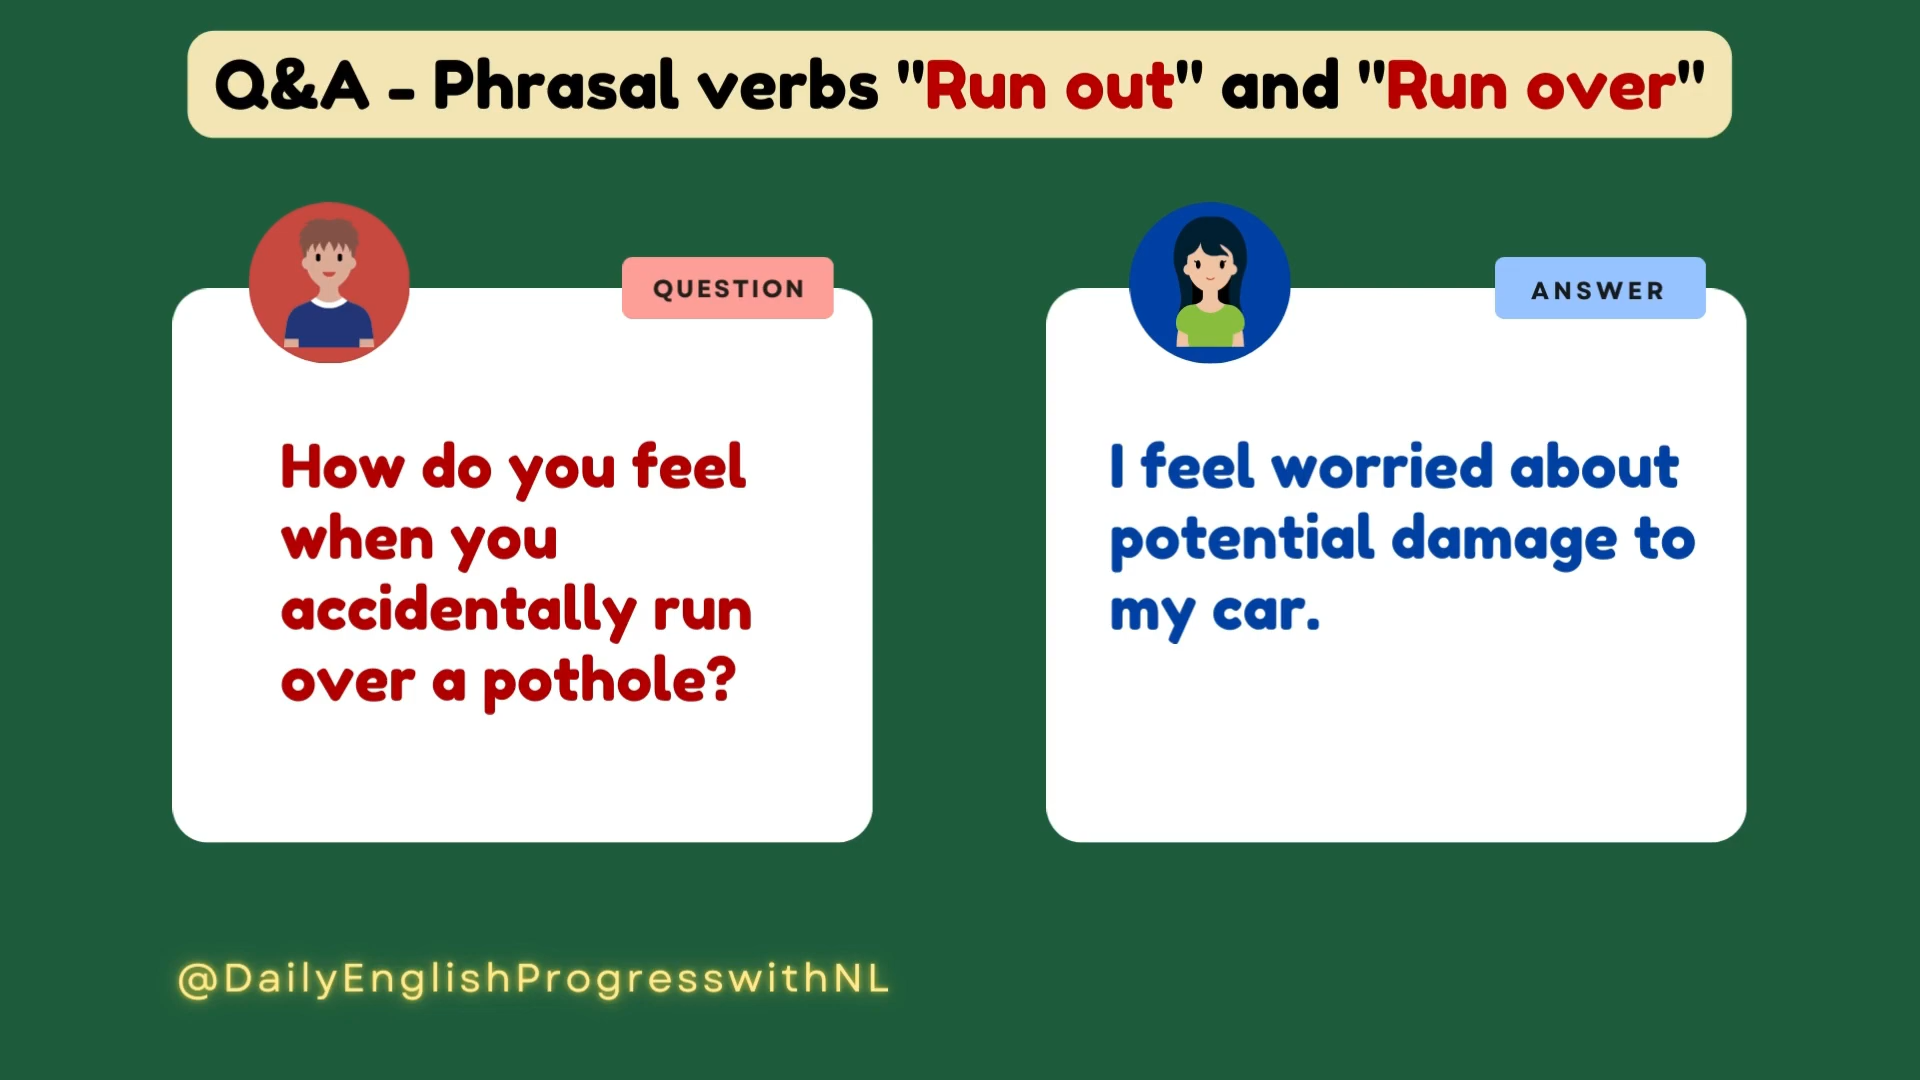 Q&A - Phrasal verbs "Run out" and "Run over"
QUESTION
How do you feel
when you
accidentally run
over a pothole?
ANSWER
I feel worried about
potential damage to
my car.
@DailyEnglishProgresswithNL